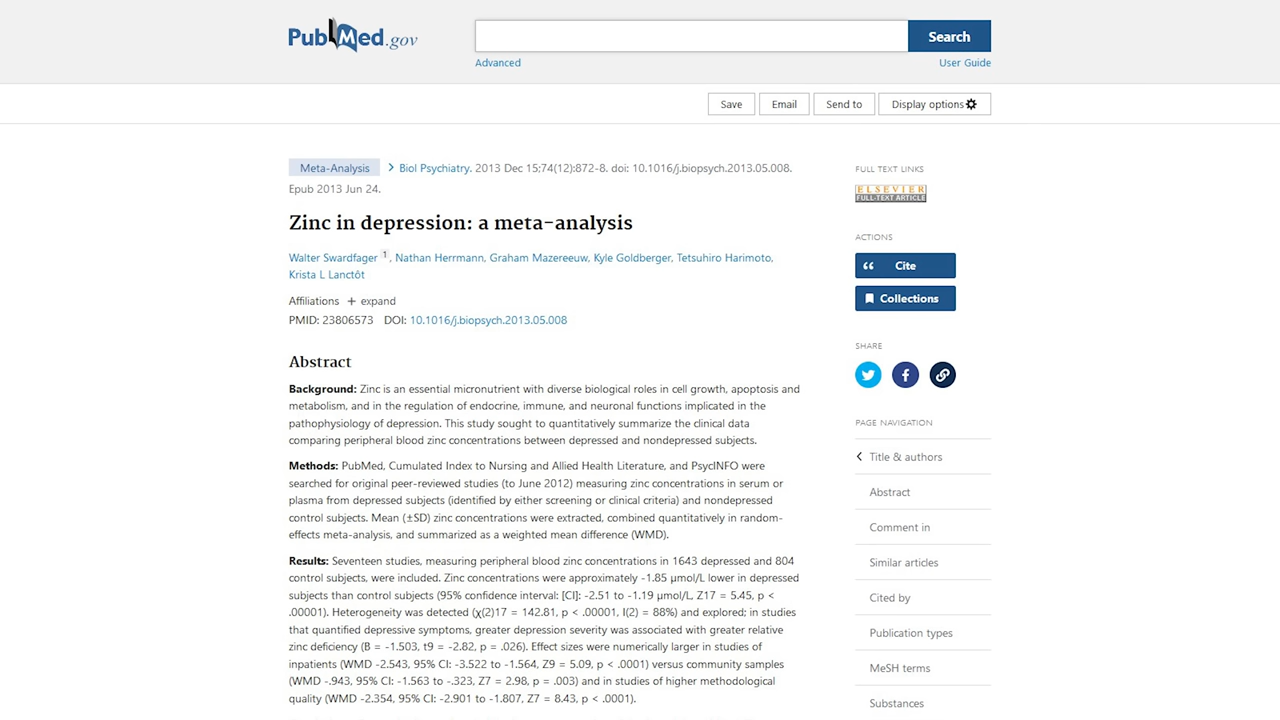 PubMed.gov
Search
Advanced
User Guide
Save
Email
Send to
Display options
Meta-Analysis
Biol Psychiatry. 2013 Dec 15;74(12):872-8. doi: 10.1016/j.biopsych.2013.05.008.
Epub 2013 Jun 24.
Zinc in depression: a meta-analysis
Walter Swardfager 1, Nathan Herrmann, Graham Mazereeuw, Kyle Goldberger, Tetsuhiro Harimoto,
Krista L Lanctôt
Affiliations + expand
PMID: 23806573 DOI: 10.1016/j.biopsych.2013.05.008
Abstract
Background: Zinc is an essential micronutrient with diverse biological roles in cell growth, apoptosis and
metabolism, and in the regulation of endocrine, immune, and neuronal functions implicated in the
pathophysiology of depression. This study sought to quantitatively summarize the clinical data
comparing peripheral blood zinc concentrations between depressed and nondepressed subjects.
Methods: PubMed, Cumulated Index to Nursing and Allied Health Literature, and PsycINFO were
searched for original peer-reviewed studies (to June 2012) measuring zinc concentrations in serum or
plasma from depressed subjects (identified by either screening or clinical criteria) and nondepressed
control subjects. Mean (±SD) zinc concentrations were extracted, combined quantitatively in random-
effects meta-analysis, and summarized as a weighted mean difference (WMD).
Results: Seventeen studies, measuring peripheral blood zinc concentrations in 1643 depressed and 804
control subjects, were included. Zinc concentrations were approximately -1.85 µmol/L lower in depressed
subjects than control subjects (95% confidence interval: [CI]: -2.51 to -1.19 µmol/L, Z17 = 5.45, p <
.00001). Heterogeneity was detected (χ(2)17 = 142.81, p < .00001, I(2) = 88%) and explored; in studies
that quantified depressive symptoms, greater depression severity was associated with greater relative
zinc deficiency (B = -1.503, t9 = -2.82, p = .026). Effect sizes were numerically larger in studies of
inpatients (WMD -2.543, 95% CI: -3.522 to -1.564, Z9 = 5.09, p < .0001) versus community samples
(WMD -.943, 95% CI: -1.563 to -.323, Z7 = 2.98, p = .003) and in studies of higher methodological
quality (WMD -2.354, 95% CI: -2.901 to -1.807, Z7 = 8.43, p < .0001).
FULL TEXT LINKS
ELSEVIER
FULL-TEXT ARTICLE
ACTIONS
Cite
Collections
SHARE
PAGE NAVIGATION
Title & authors
Abstract
Comment in
Similar articles
Cited by
Publication types
MeSH terms
Substances